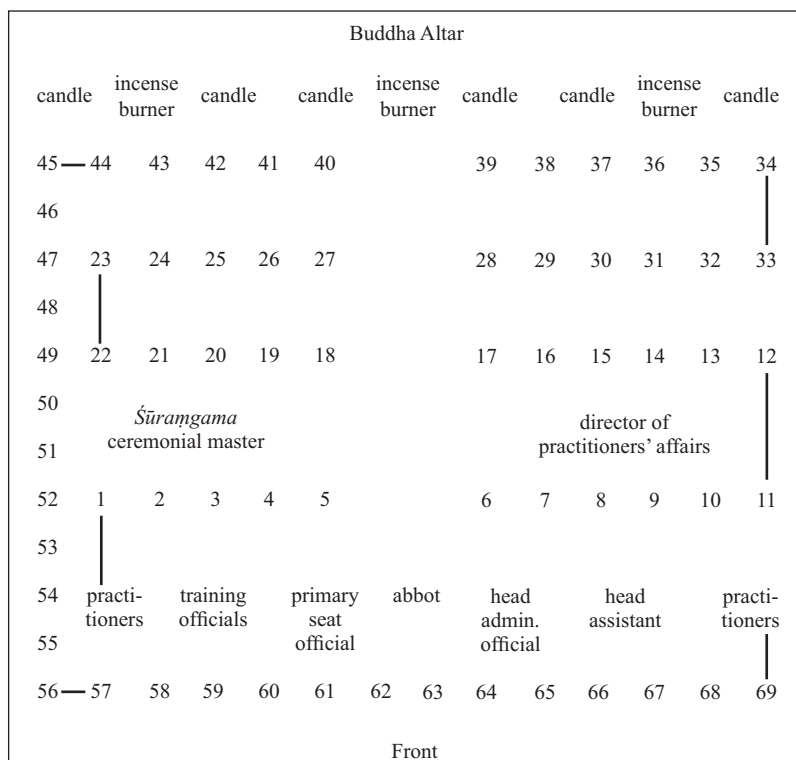 Buddha Altar
candle incense burner candle candle incense burner candle candle incense burner candle
45 44 43 42 41 40 39 38 37 36 35 34
46
47 23 24 25 26 27 28 29 30 31 32 33
48
49 22 21 20 19 18 17 16 15 14 13 12
50
Śūraṃgama ceremonial master
director of practitioners’ affairs
51
52 1 2 3 4 5 6 7 8 9 10 11
53
54 practi-tioners training officials primary seat official abbot head admin. official head assistant practi-tioners
55
56 57 58 59 60 61 62 63 64 65 66 67 68 69
Front